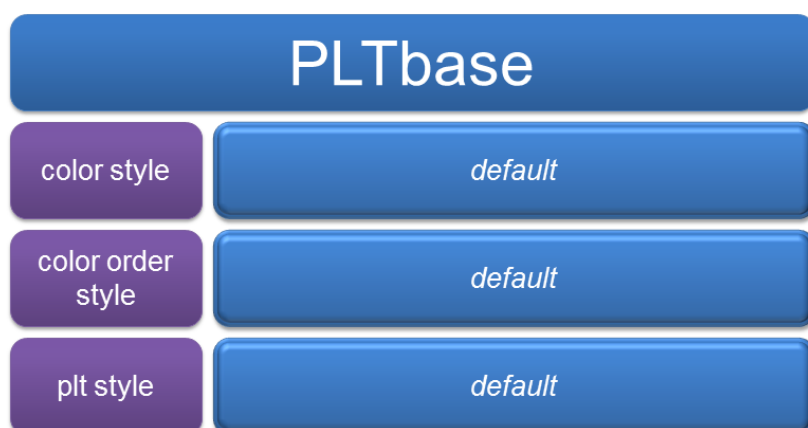 PLTbase
color style
default
color order
style
default
plt style
default